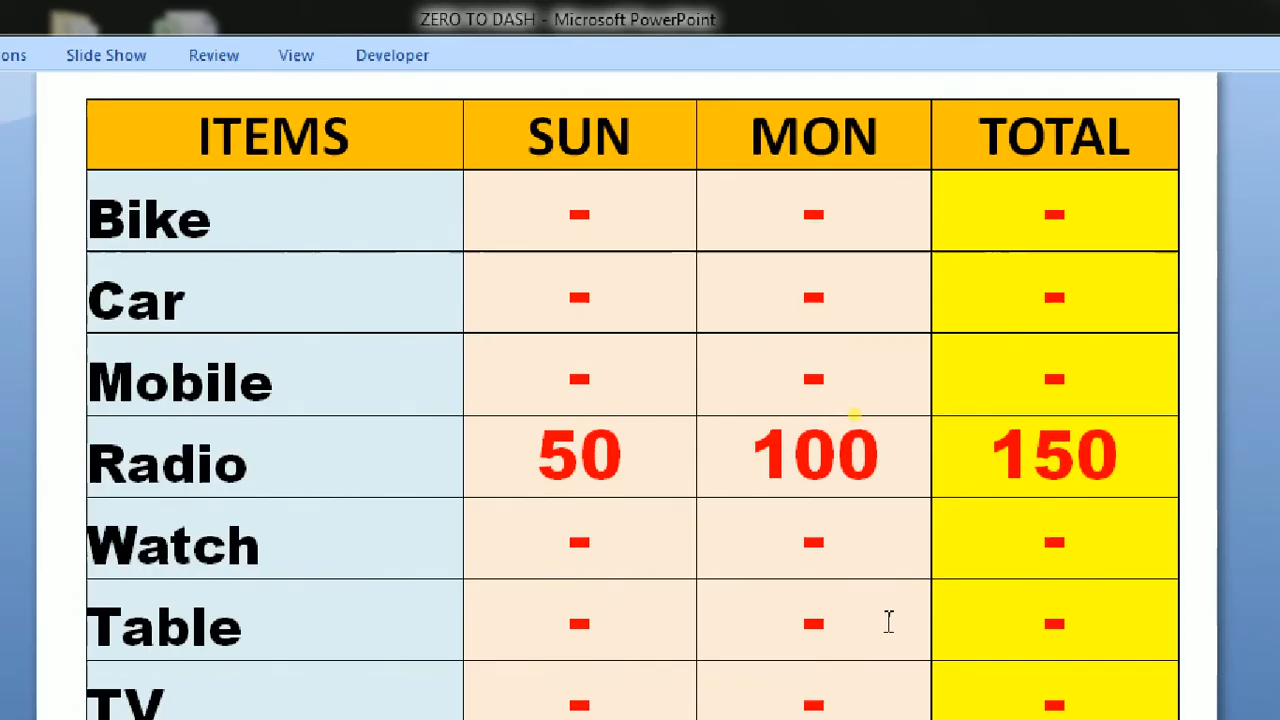 ZERO TO DASH - Microsoft PowerPoint
ons Slide Show Review View Developer
ITEMS SUN MON TOTAL
Bike - - -
Car - - -
Mobile - - -
Radio 50 100 150
Watch - - -
Table - - -
TV - - -